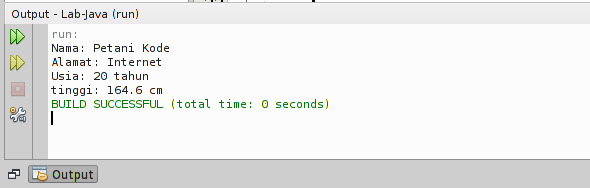 Output - Lab-Java (run)
run:
Nama: Petani Kode
Alamat: Internet
Usia: 20 tahun
tinggi: 164.6 cm
BUILD SUCCESSFUL (total time: 0 seconds)
Output